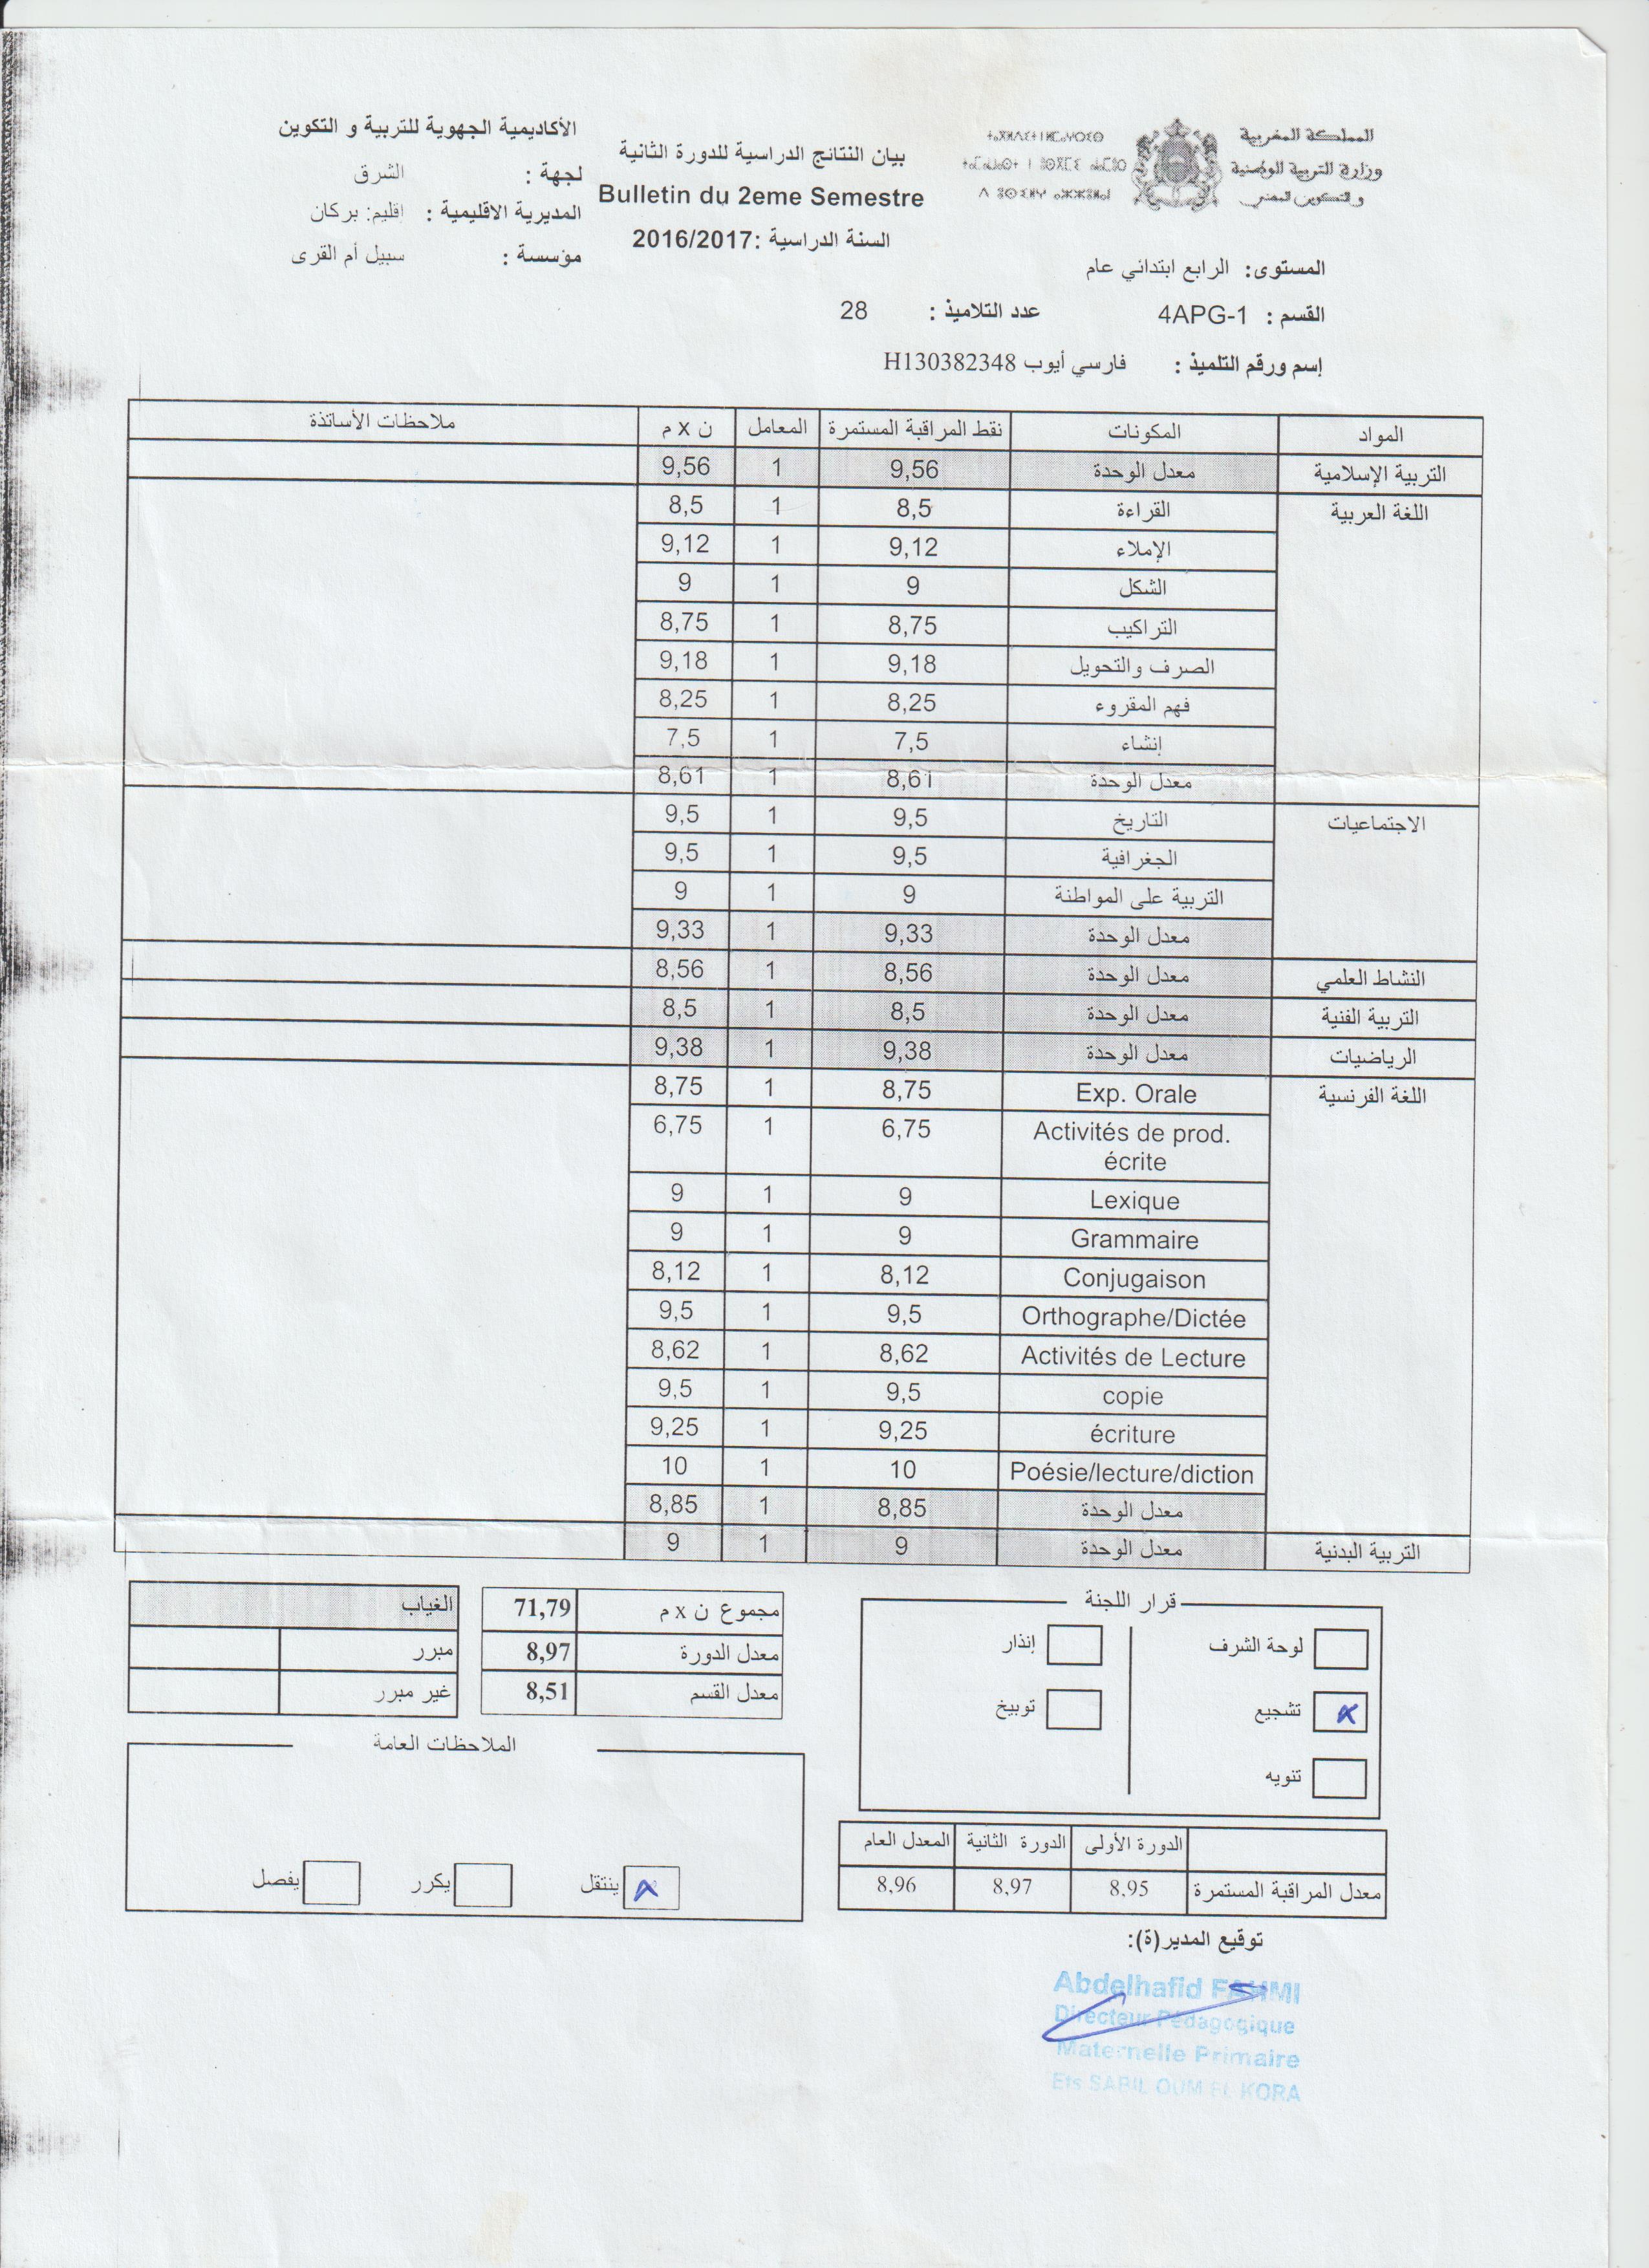 المملكة المغربية
وزارة التربية الوطنية
والتكوين المهني
ⵜⴰⴳⵍⴷⵉⵜ ⵏ ⵍⵎⵖⵔⵉⴱ
بيان النتائج الدراسية للدورة الثانية
Bulletin du 2eme Semestre
السنة الدراسية :2016/2017
الأكاديمية الجهوية للتربية و التكوين
لجهة : الشرق
المديرية الاقليمية : اقليم: بركان
مؤسسة : سبيل أم القرى
المستوى: الرابع ابتدائي عام
القسم : 4APG-1 عدد التلاميذ : 28
إسم ورقم التلميذ : فارسي أيوب H130382348
المواد المكونات نقط المراقبة المستمرة المعامل ن x م ملاحظات الأساتذة
التربية الإسلامية معدل الوحدة 9,56 1 9,56
اللغة العربية القراءة 8,5 1 8,5
الإملاء 9,12 1 9,12
الشكل 9 1 9
التراكيب 8,75 1 8,75
الصرف والتحويل 9,18 1 9,18
فهم المقروء 8,25 1 8,25
إنشاء 7,5 1 7,5
معدل الوحدة 8,61 1 8,61
الاجتماعيات التاريخ 9,5 1 9,5
الجغرافية 9,5 1 9,5
التربية على المواطنة 9 1 9
معدل الوحدة 9,33 1 9,33
النشاط العلمي معدل الوحدة 8,56 1 8,56
التربية الفنية معدل الوحدة 8,5 1 8,5
الرياضيات معدل الوحدة 9,38 1 9,38
اللغة الفرنسية Exp. Orale 8,75 1 8,75
Activités de prod. 6,75 1 6,75
écrite
Lexique 9 1 9
Grammaire 9 1 9
Conjugaison 8,12 1 8,12
Orthographe/Dictée 9,5 1 9,5
Activités de Lecture 8,62 1 8,62
copie 9,5 1 9,5
écriture 9,25 1 9,25
Poésie/lecture/diction 10 1 10
معدل الوحدة 8,85 1 8,85
التربية البدنية معدل الوحدة 9 1 9
قرار اللجنة
لوحة الشرف إنذار
x تشجيع توبيخ
تنويه
مجموع ن x م 71,79
معدل الدورة 8,97
معدل القسم 8,51
الغياب
مبرر
غير مبرر
الملاحظات العامة
x ينتقل يكرر يفصل
الدورة الأولى الدورة الثانية المعدل العام
معدل المراقبة المستمرة 8,95 8,97 8,96
توقيع المدير(ة):
Abdelhafid FAHMI
Directeur Pédagogique
Maternelle Primaire
Ets SABIL OUM EL KORA